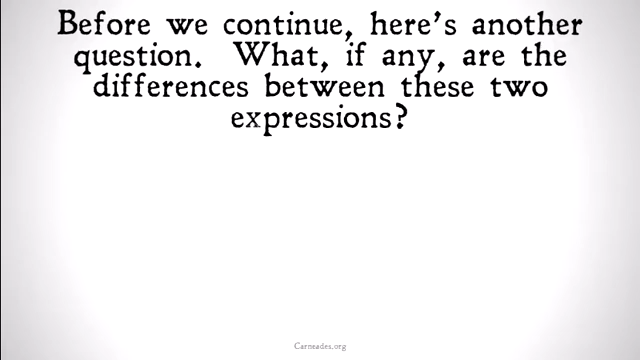 Before we continue, here's another
question.  What, if any, are the
differences between these two
expressions?
Carneades.org